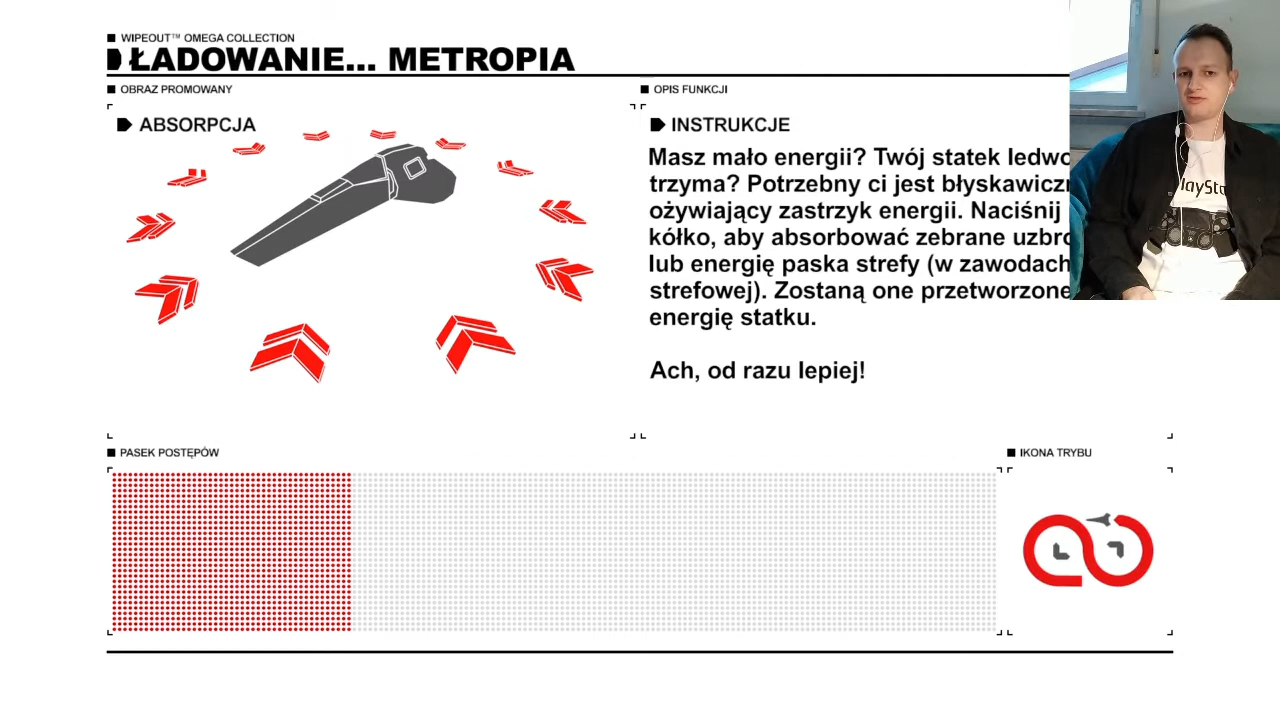 WIPEOUT™ OMEGA COLLECTION
ŁADOWANIE... METROPIA
OBRAZ PROMOWANY
ABSORPCJA
OPIS FUNKCJI
INSTRUKCJE
Masz mało energii? Twój statek ledwo
trzyma? Potrzebny ci jest
ożywiający zastrzyk energii. Naciśnij
kółko, aby absorbować zebrane
lub energię paska strefy (w zawodach
strefowej). Zostaną one przetworzone
energię statku.
Ach, od razu lepiej!
PASEK POSTĘPÓW
IKONA TRYBU